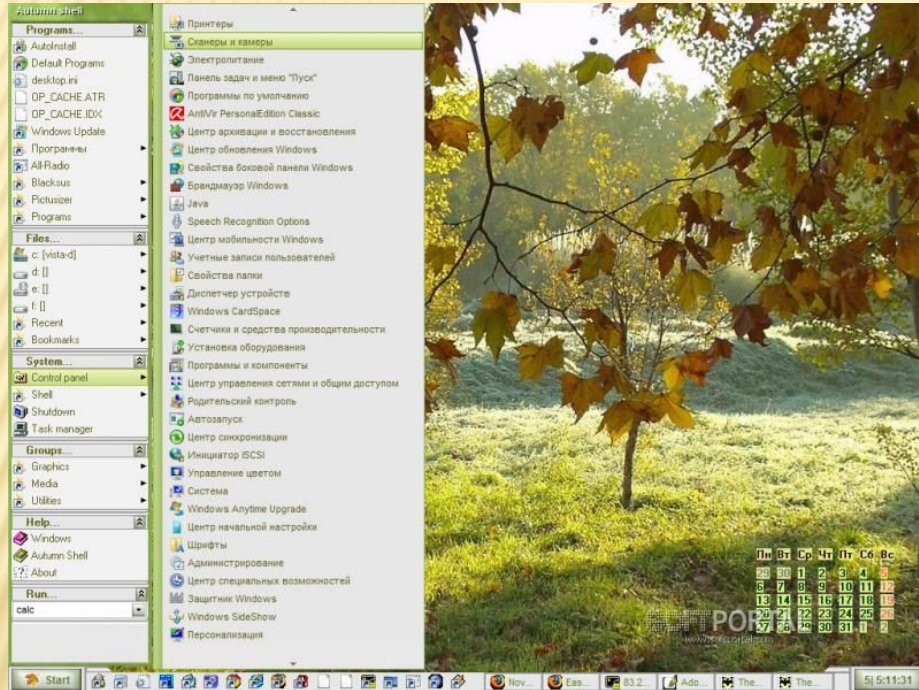 Autumn shell
Programs...
AutoInstall
Default Programs
desktop.ini
OP_CACHE.ATR
OP_CACHE.IDX
Windows Update
Программы
All-Radio
Blacksus
Pictusizer
Programs
Files...
c: [vista-d]
d: []
e: []
f: []
Recent
Bookmarks
System...
Control panel
Shell
Shutdown
Task manager
Groups...
Graphics
Media
Utilities
Help...
Windows
Autumn Shell
About
Run...
calc
Принтеры
Сканеры и камеры
Электропитание
Панель задач и меню "Пуск"
Программы по умолчанию
AntiVir PersonalEdition Classic
Центр архивации и восстановления
Центр обновления Windows
Свойства боковой панели Windows
Брандмауэр Windows
Java
Speech Recognition Options
Центр мобильности Windows
Учетные записи пользователей
Свойства папки
Диспетчер устройств
Windows CardSpace
Счетчики и средства производительности
Установка оборудования
Программы и компоненты
Центр управления сетями и общим доступом
Родительский контроль
Автозапуск
Центр синхронизации
Инициатор iSCSI
Управление цветом
Система
Windows Anytime Upgrade
Центр начальной настройки
Шрифты
Администрирование
Центр специальных возможностей
Защитник Windows
Windows SideShow
Персонализация
Пн Вт Ср Чт Пт Сб Вс
29 30 1 2 3 4 5
6 7 8 9 10 11 12
13 14 15 16 17 18 19
20 21 22 23 24 25 26
27 28 29 30 31 1 2
SOFTPORTAL
www.softportal.com
Start
Nov...
Eas...
83.2...
Ado...
The...
The...
5| 5:11:31